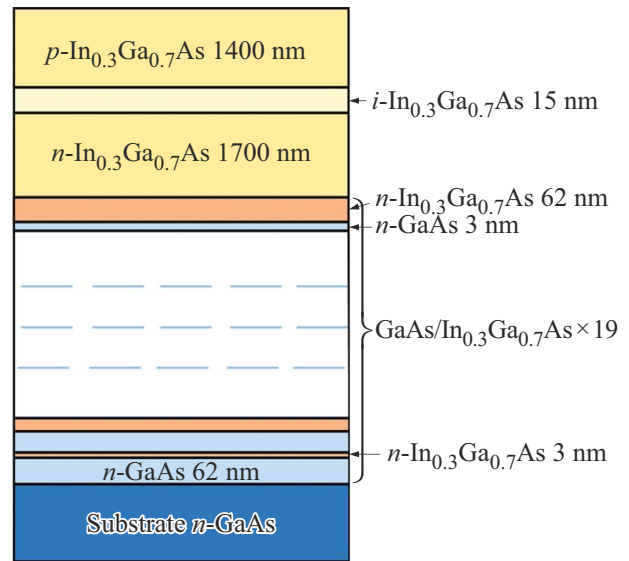 p-In₀.₃Ga₀.₇As 1400 nm
i-In₀.₃Ga₀.₇As 15 nm
n-In₀.₃Ga₀.₇As 1700 nm
n-In₀.₃Ga₀.₇As 62 nm
n-GaAs 3 nm
GaAs/In₀.₃Ga₀.₇As×19
n-In₀.₃Ga₀.₇As 3 nm
n-GaAs 62 nm
Substrate n-GaAs